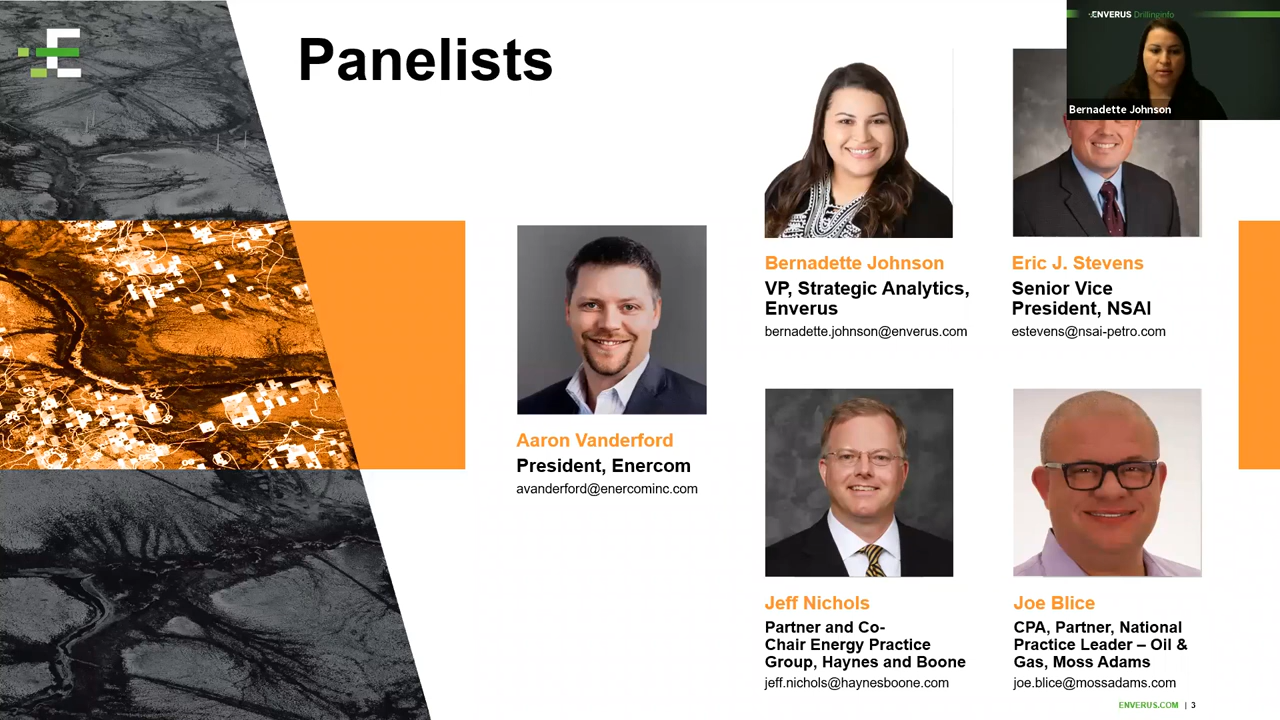 Panelists
ENVERUS Drillinginfo
Bernadette Johnson
Bernadette Johnson
VP, Strategic Analytics,
Enverus
bernadette.johnson@enverus.com
Eric J. Stevens
Senior Vice
President, NSAI
estevens@nsai-petro.com
Aaron Vanderford
President, Enercom
avanderford@enercominc.com
Jeff Nichols
Partner and Co-
Chair Energy Practice
Group, Haynes and Boone
jeff.nichols@haynesboone.com
Joe Blice
CPA, Partner, National
Practice Leader – Oil &
Gas, Moss Adams
joe.blice@mossadams.com
ENVERUS.COM | 3